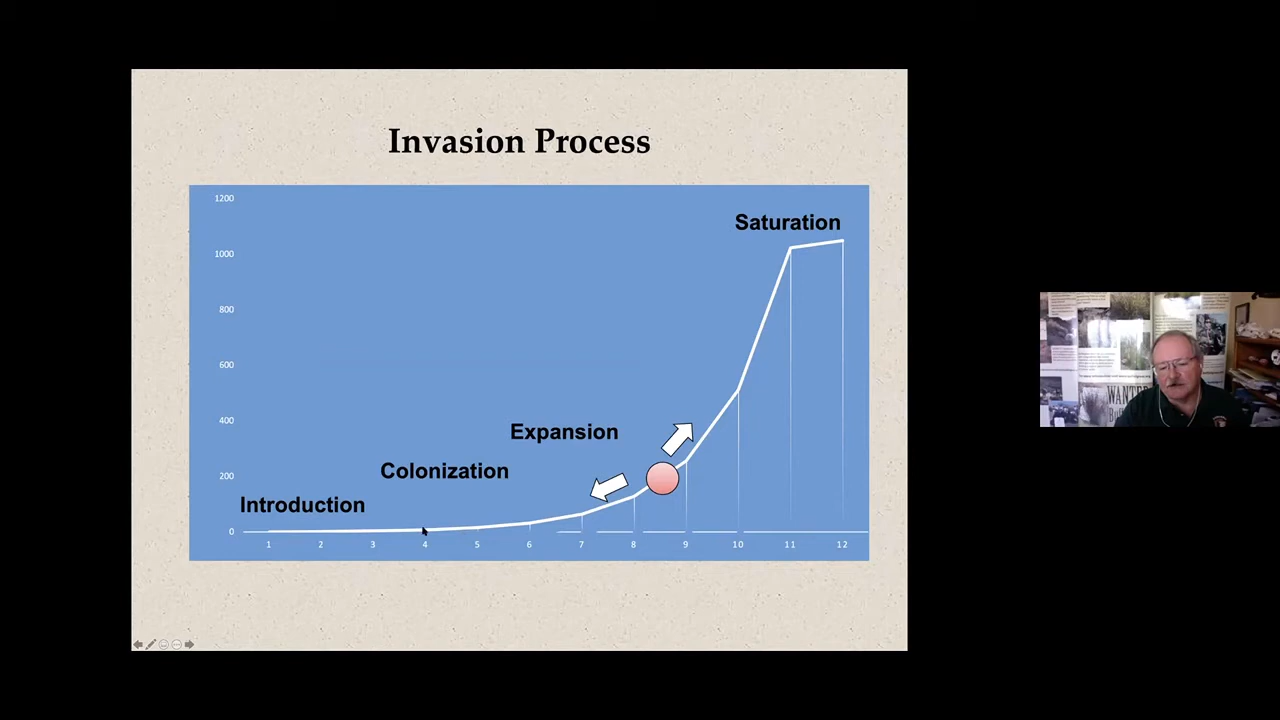 Invasion Process
1200
1000
800
600
400
200
0
Saturation
Expansion
Colonization
Introduction
1 2 3 4 5 6 7 8 9 10 11 12
WANTED